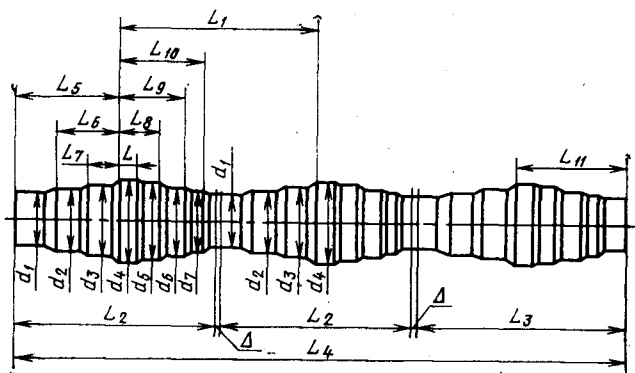 L₁
L₁₀
L₅ L₉
L₆ L₈
L₇ L d₁ L₁₁
d₁ d₂ d₃ d₄ d₅ d₆ d₇ d₂ d₃ d₄
L₂ Δ L₂ Δ L₃
L₄